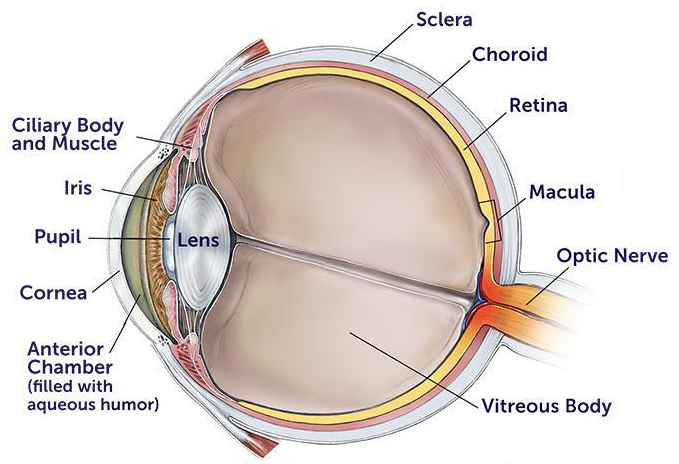 Sclera
Choroid
Retina
Ciliary Body
and Muscle
Iris
Macula
Pupil
Lens
Optic Nerve
Cornea
Anterior
Chamber
(filled with
aqueous humor)
Vitreous Body